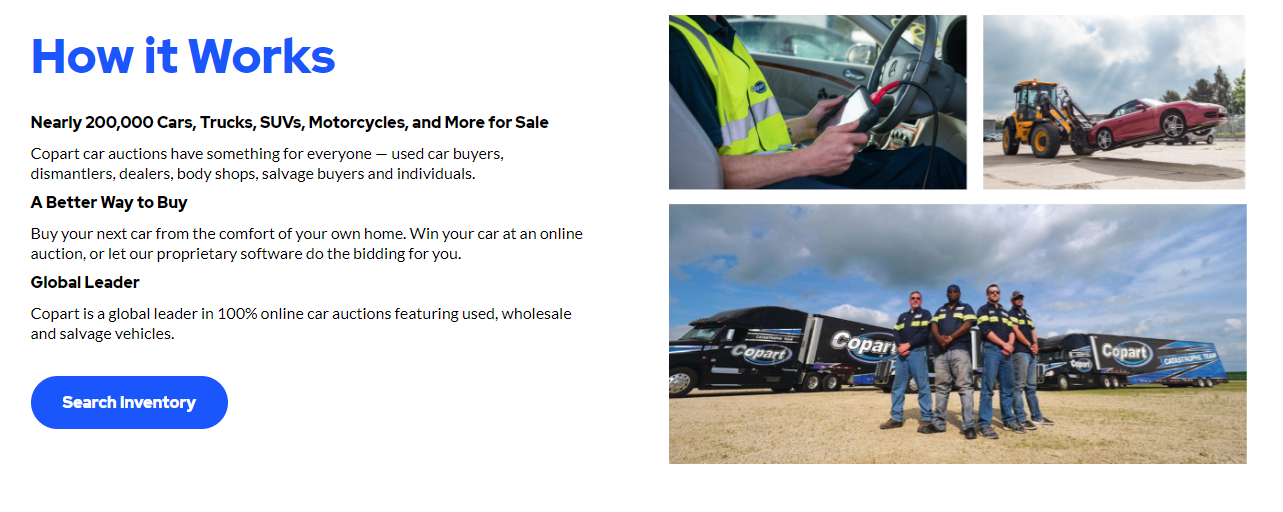 How it Works
Nearly 200,000 Cars, Trucks, SUVs, Motorcycles, and More for Sale
Copart car auctions have something for everyone — used car buyers,
dismantlers, dealers, body shops, salvage buyers and individuals.
A Better Way to Buy
Buy your next car from the comfort of your own home. Win your car at an online
auction, or let our proprietary software do the bidding for you.
Global Leader
Copart is a global leader in 100% online car auctions featuring used, wholesale
and salvage vehicles.
Search Inventory
Copart
CATASTROPHE TEAM
Copart
Copart
CATASTROPHE TEAM